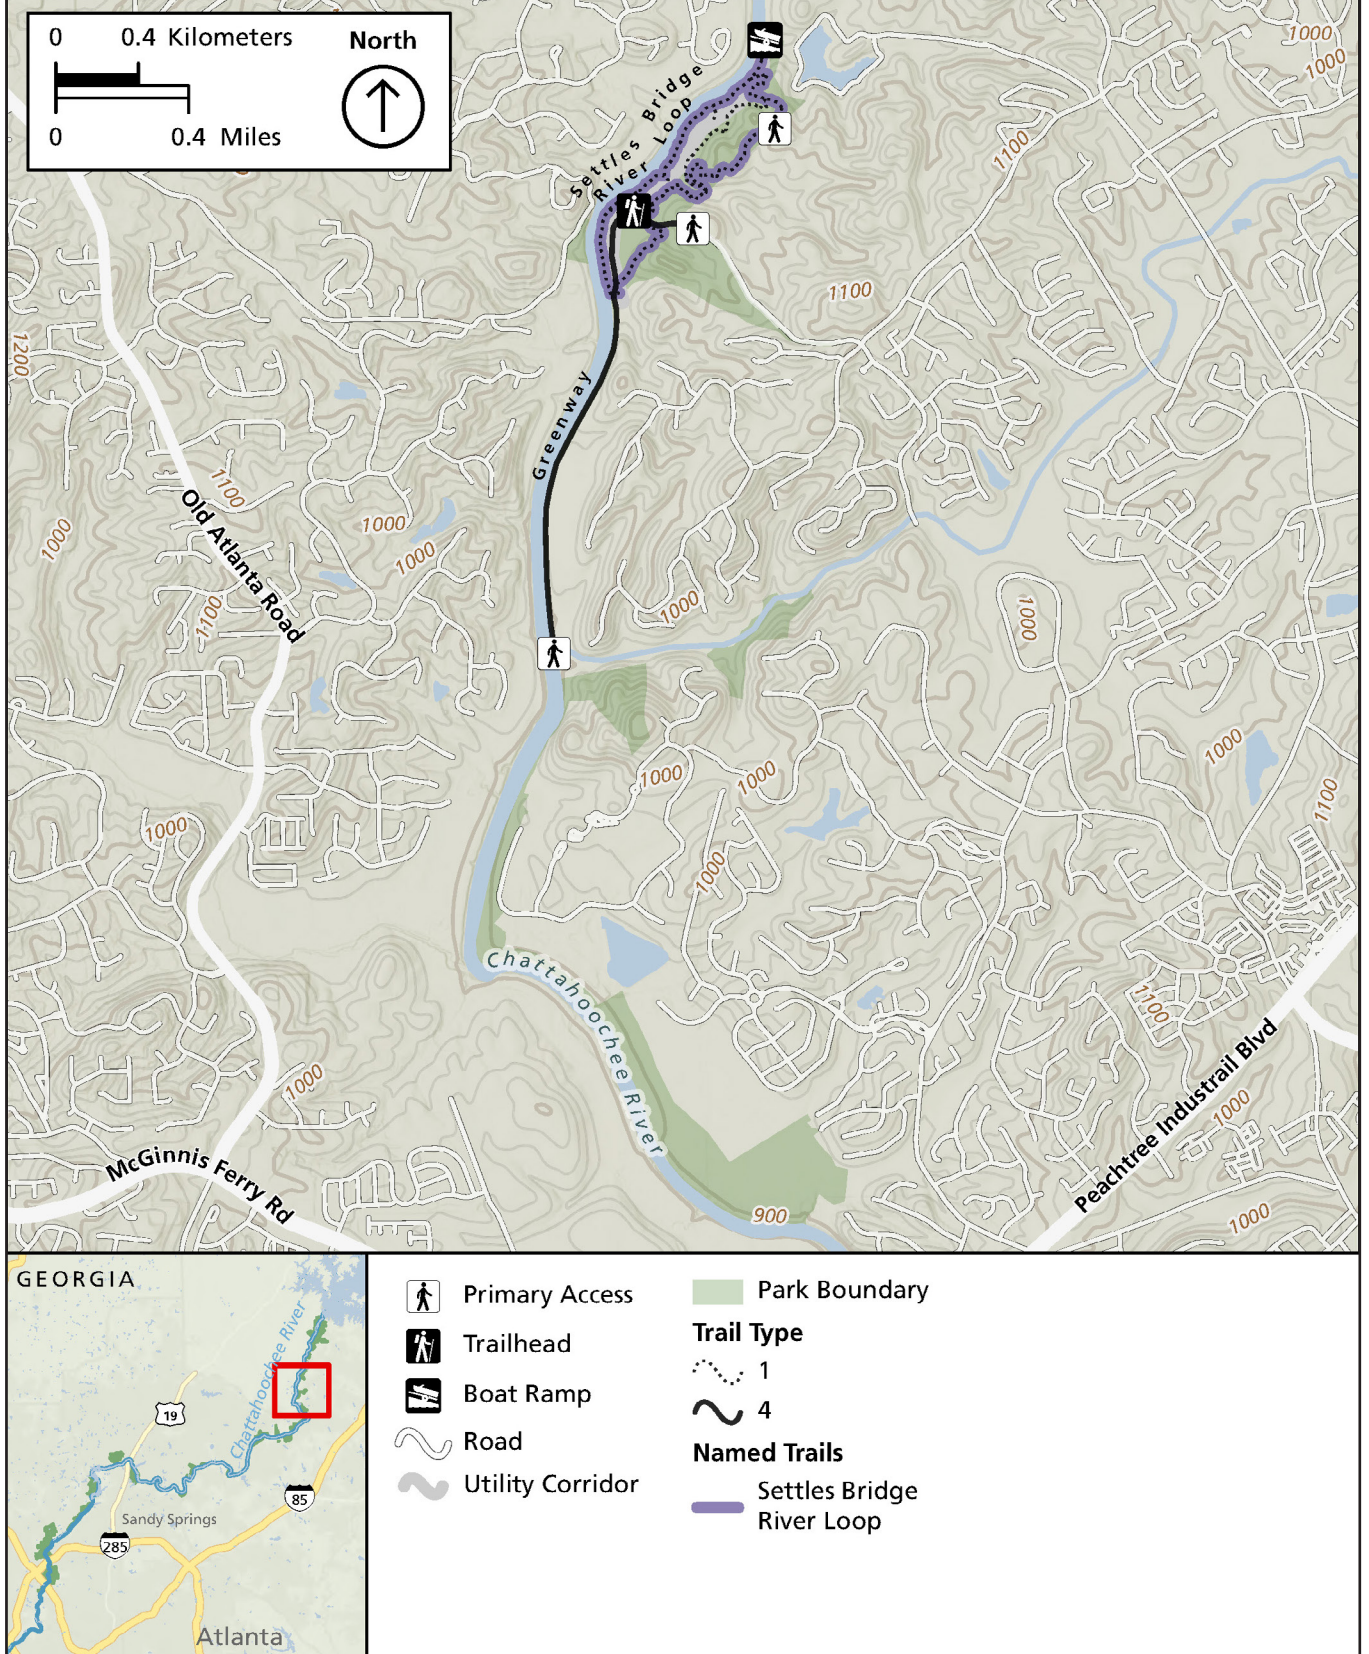 0 0.4 Kilometers
0 0.4 Miles
North
Settles Bridge
River Loop
1000
1000
1100
1100
1200
Greenway
1100
Old Atlanta Road
1000
1000
1000
1100
1000
1000
1000
1000
1000
1100
1000
1000
Chattahoochee River
1100
1000
Peachtree Industrail Blvd
1000
McGinnis Ferry Rd
900
1000
GEORGIA
Chattahoochee River
19
85
Sandy Springs
285
Atlanta
Primary Access
Trailhead
Boat Ramp
Road
Utility Corridor
Park Boundary
Trail Type
1
4
Named Trails
Settles Bridge
River Loop